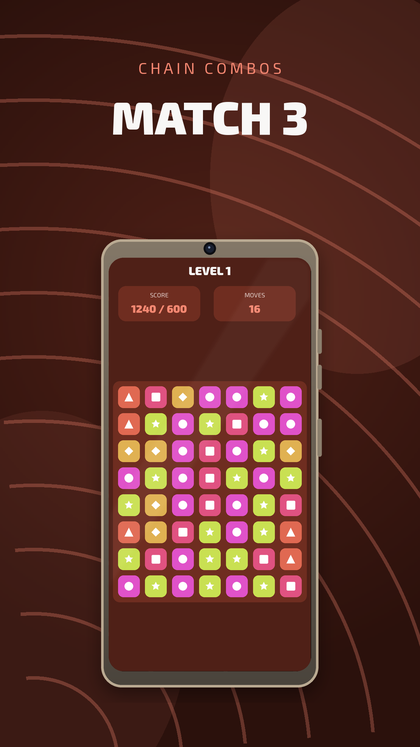 CHAIN COMBOS
MATCH 3
LEVEL 1
SCORE
1240 / 600
MOVES
16